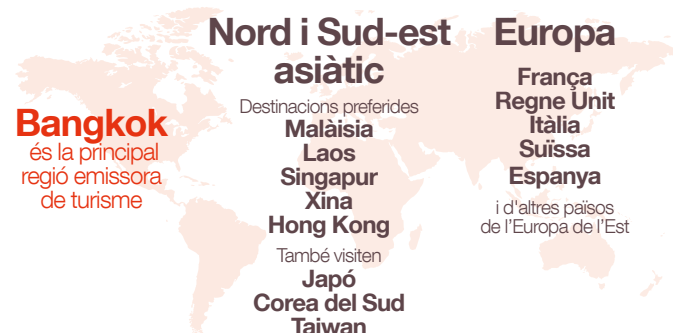 Bangkok
és la principal
regió emissora
de turisme
Nord i Sud-est
asiàtic
Destinacions preferides
Malàisia
Laos
Singapur
Xina
Hong Kong
També visiten
Japó
Corea del Sud
Taiwan
Europa
França
Regne Unit
Itàlia
Suïssa
Espanya
i d'altres països
de l’Europa de l’Est